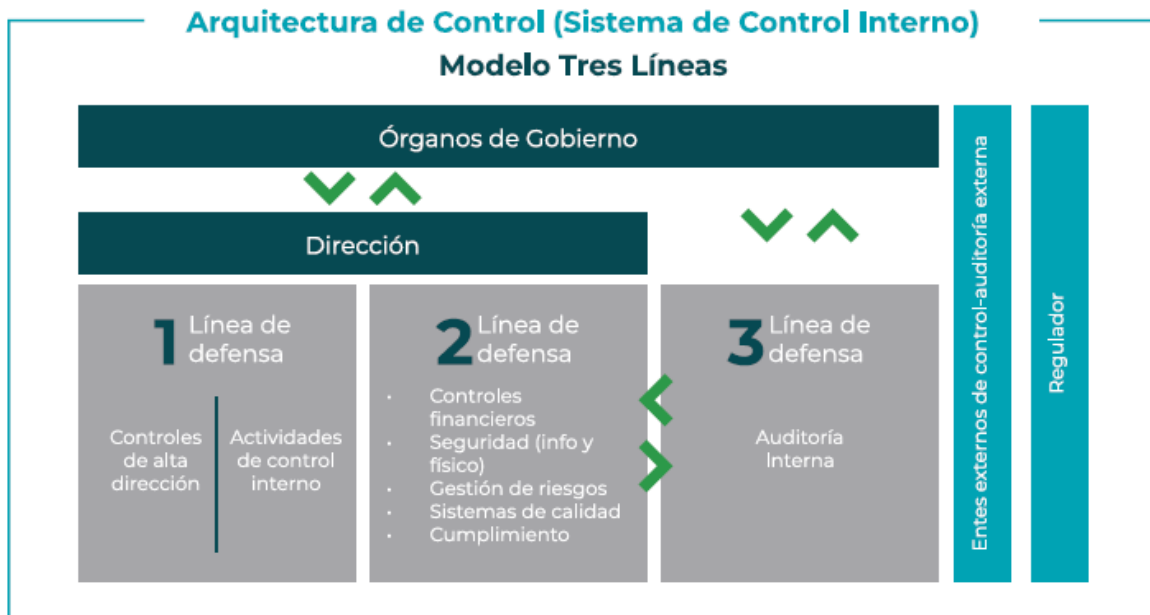 Arquitectura de Control (Sistema de Control Interno)
Modelo Tres Líneas
Órganos de Gobierno
Dirección
1 Línea de
defensa
Controles
de alta
dirección
Actividades
de control
interno
2 Línea de
defensa
• Controles
financieros
• Seguridad (info y
físico)
• Gestión de riesgos
• Sistemas de calidad
• Cumplimiento
3 Línea de
defensa
Auditoría
Interna
Entes externos de control-auditoría externa
Regulador